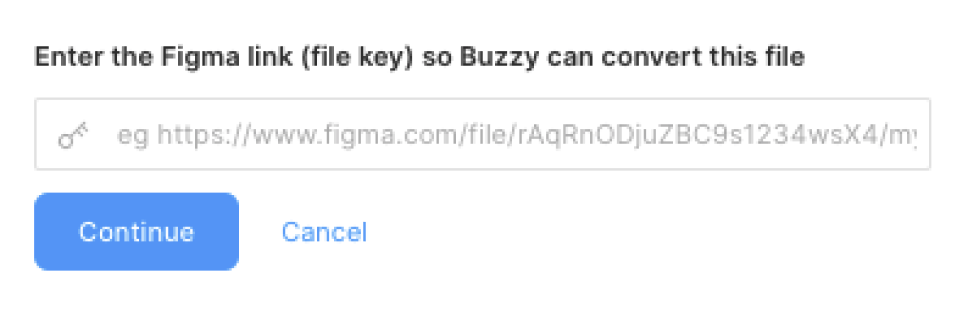 Enter the Figma link (file key) so Buzzy can convert this file
eg https://www.figma.com/file/rAqRnODjuZBC9s1234wsX4/my
Continue
Cancel